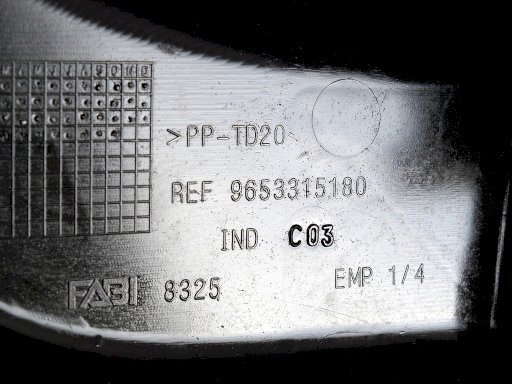 >PP-TD20
REF 9653315180
IND C03
FABI 8325
EMP 1/4